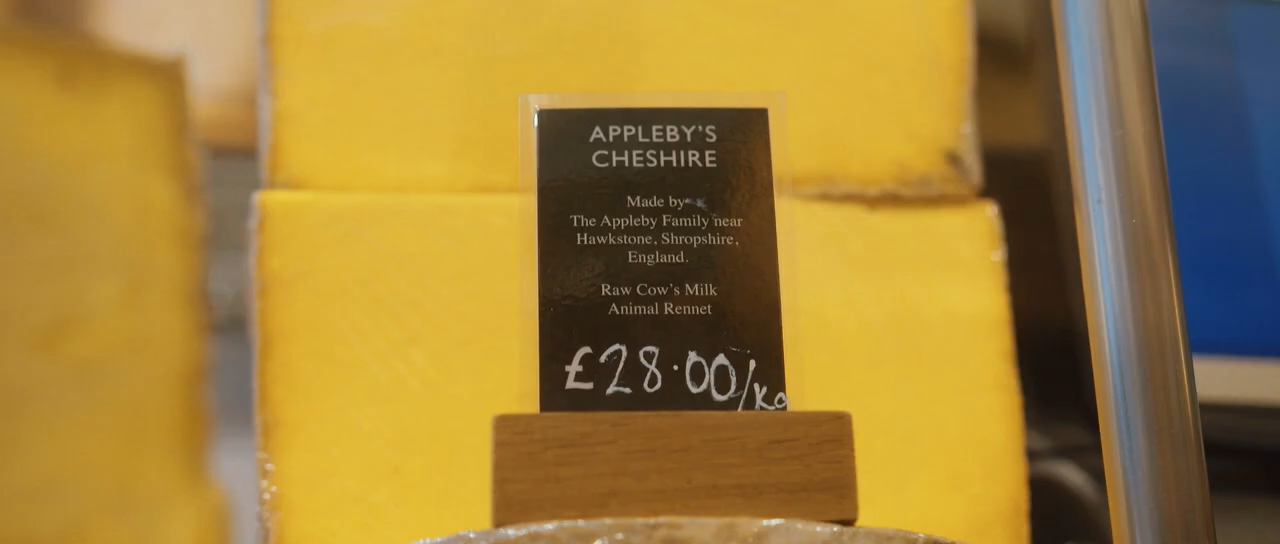 APPLEBY'S
CHESHIRE
Made by
The Appleby Family near
Hawkstone, Shropshire,
England.
Raw Cow's Milk
Animal Rennet
£28.00/Kg